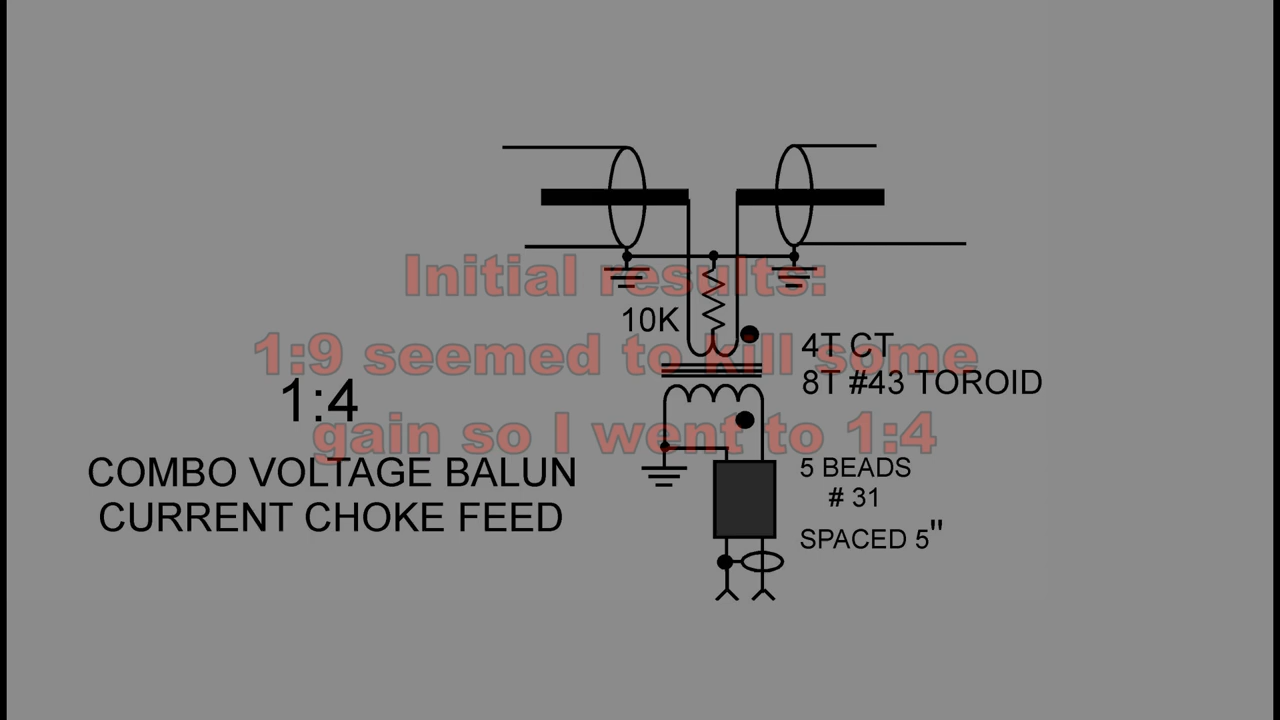 Initial results:
10K
1:9 seemed to kill some
4T CT
8T #43 TOROID
1:4
gain so I went to 1:4
COMBO VOLTAGE BALUN
CURRENT CHOKE FEED
5 BEADS
# 31
SPACED 5"